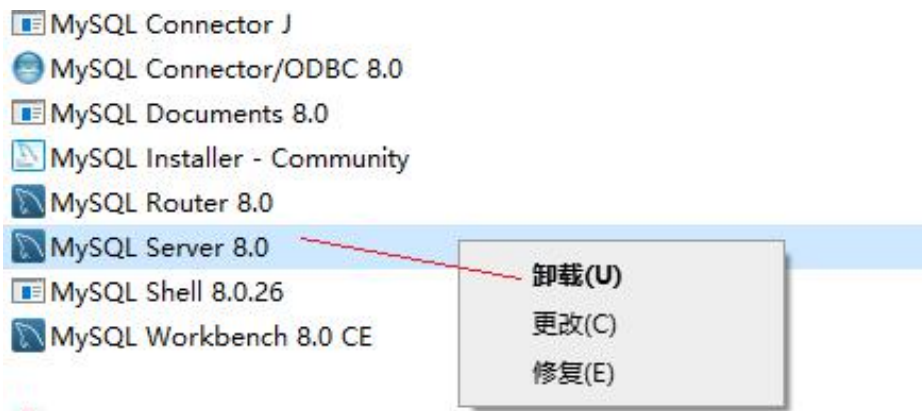 MySQL Connector J
MySQL Connector/ODBC 8.0
MySQL Documents 8.0
MySQL Installer - Community
MySQL Router 8.0
MySQL Server 8.0
MySQL Shell 8.0.26
MySQL Workbench 8.0 CE
卸载(U)
更改(C)
修复(E)